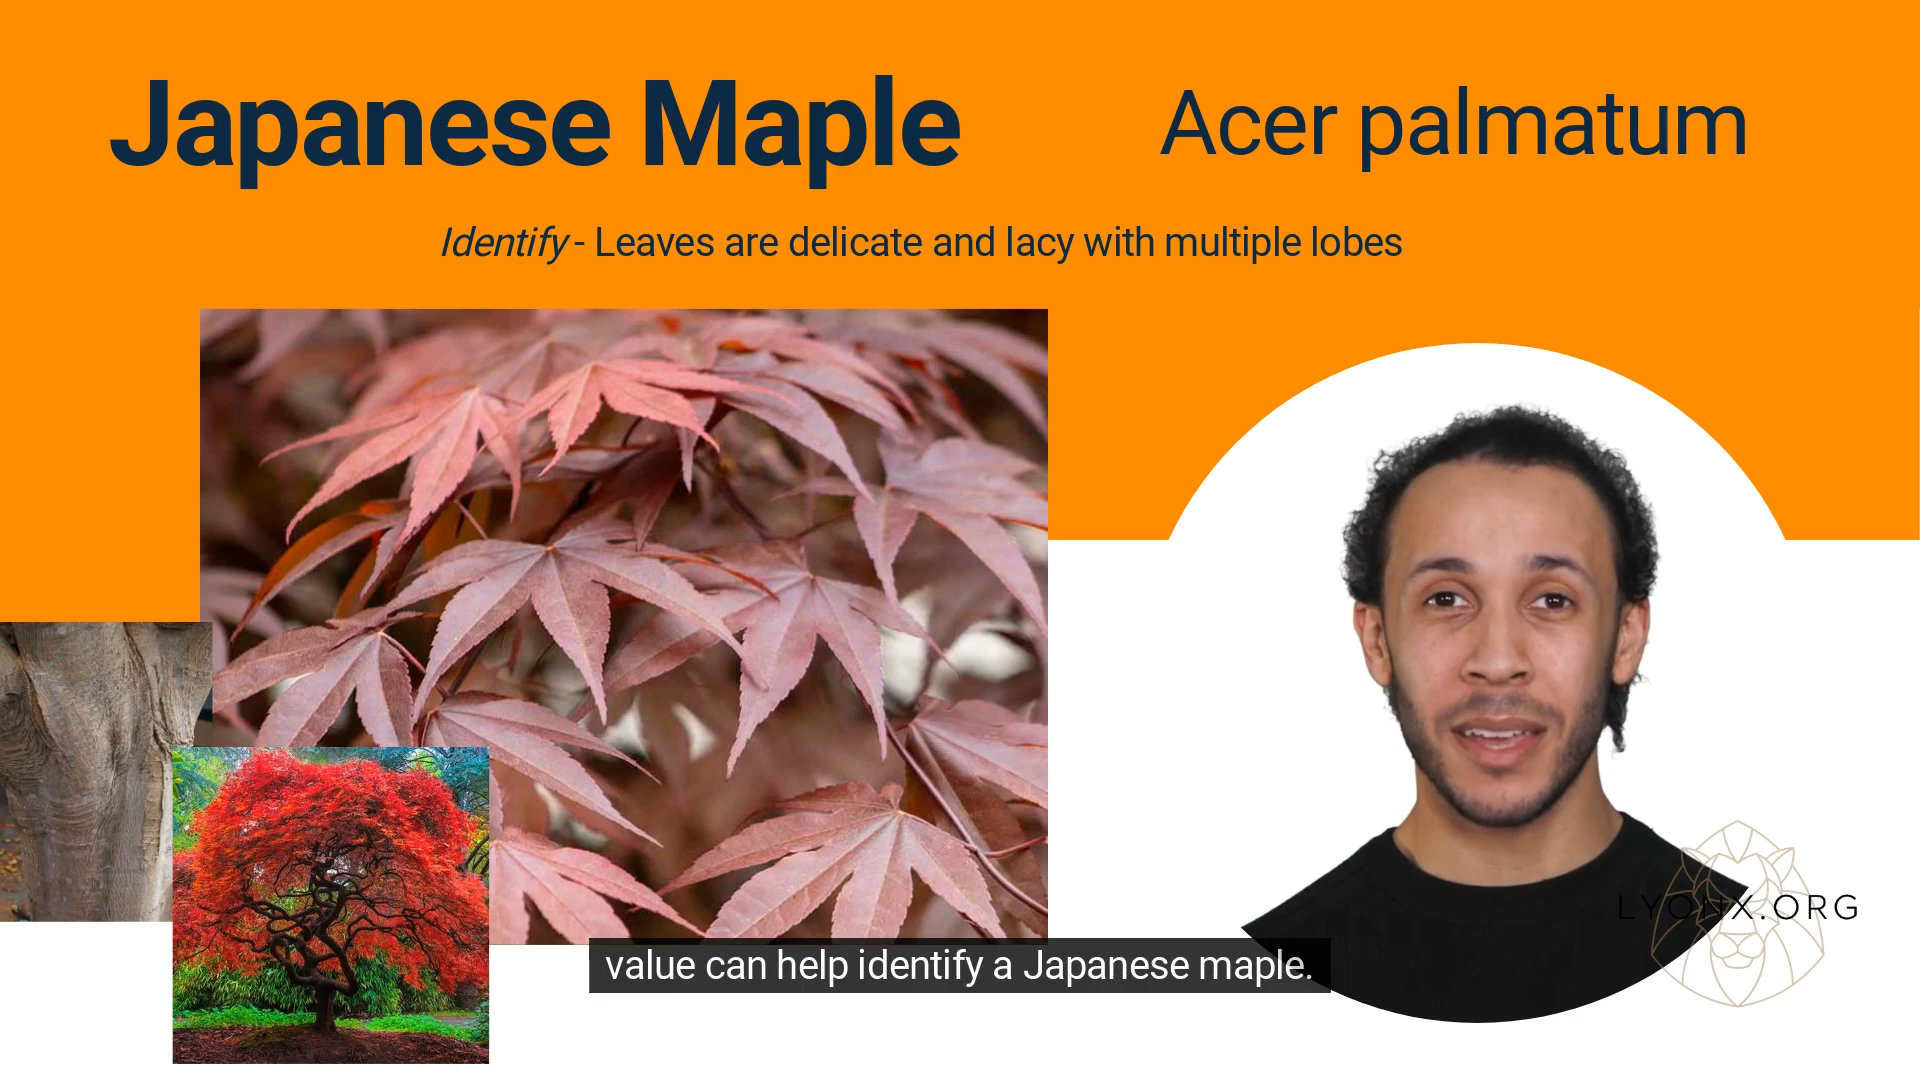 Japanese Maple
Acer palmatum
Identify - Leaves are delicate and lacy with multiple lobes
LYONX.ORG
value can help identify a Japanese maple.